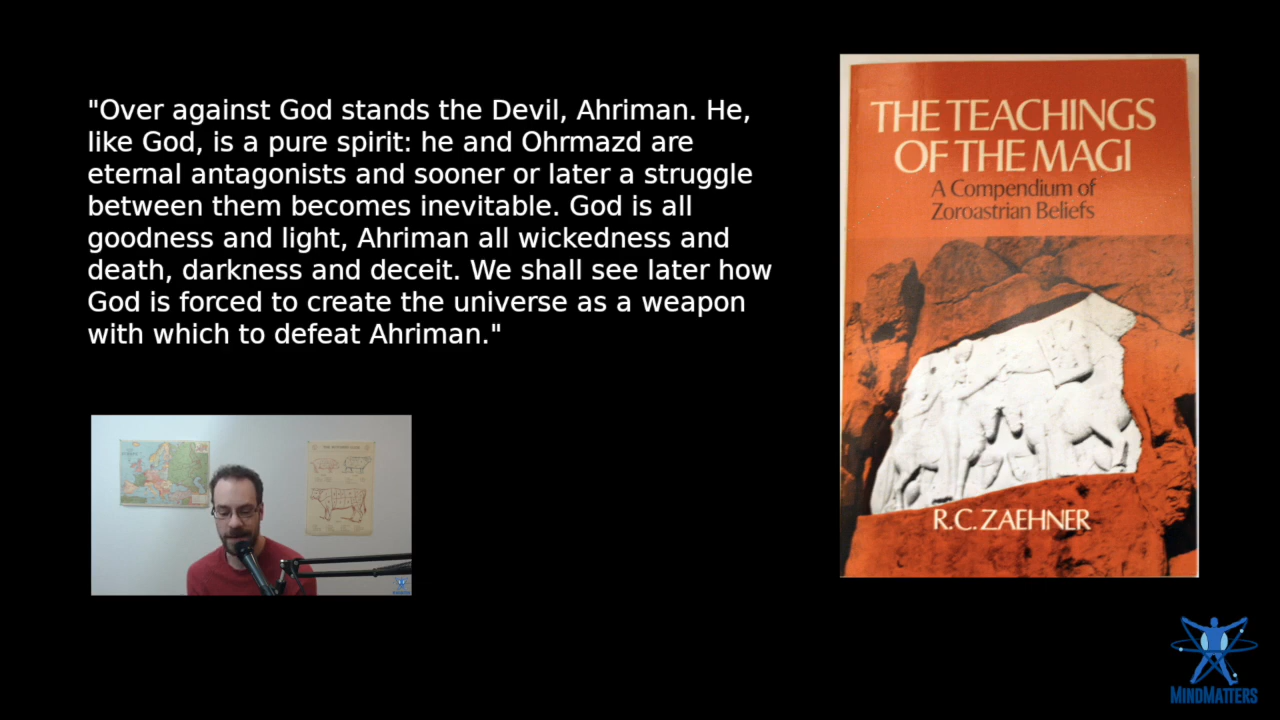 "Over against God stands the Devil, Ahriman. He,
like God, is a pure spirit: he and Ohrmazd are
eternal antagonists and sooner or later a struggle
between them becomes inevitable. God is all
goodness and light, Ahriman all wickedness and
death, darkness and deceit. We shall see later how
God is forced to create the universe as a weapon
with which to defeat Ahriman."
THE TEACHINGS
OF THE MAGI
A Compendium of
Zoroastrian Beliefs
R.C. ZAEHNER
MINDMATTERS